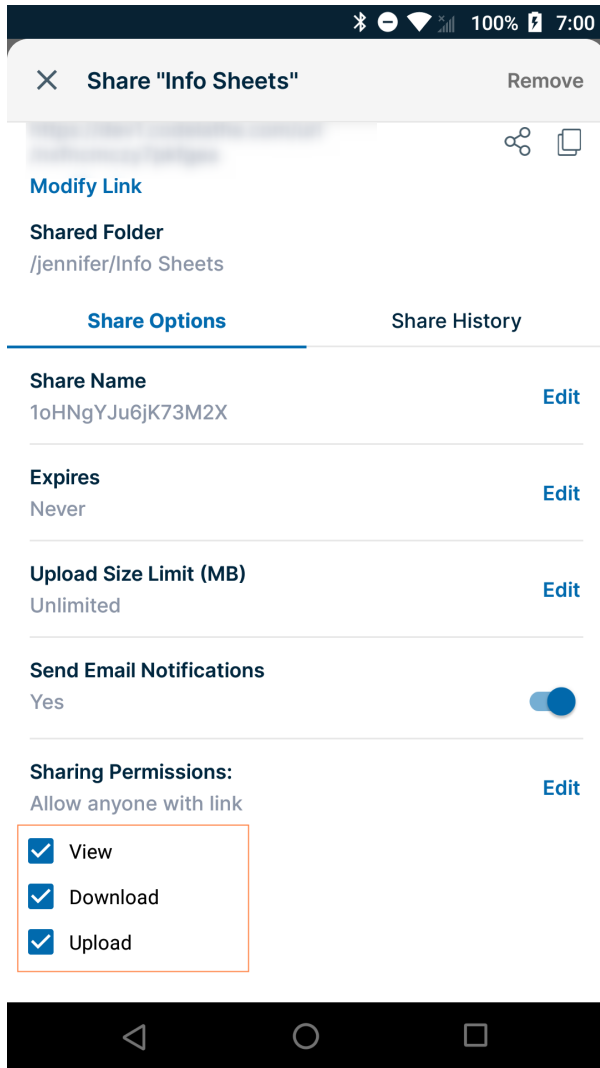 100% 7:00
Share "Info Sheets" Remove
Modify Link
Shared Folder
/jennifer/Info Sheets
Share Options Share History
Share Name
1oHNgYJu6jK73M2X
Edit
Expires
Never
Edit
Upload Size Limit (MB)
Unlimited
Edit
Send Email Notifications
Yes
Sharing Permissions:
Allow anyone with link
Edit
View
Download
Upload